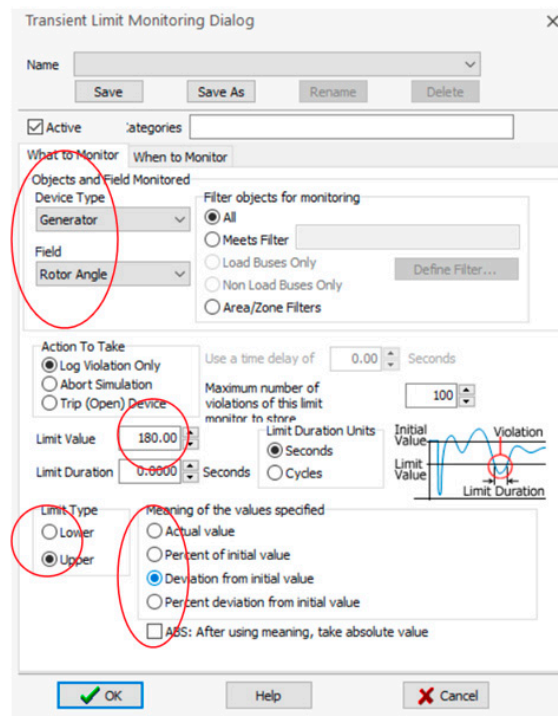 Transient Limit Monitoring Dialog
Name
Save Save As Rename Delete
Active :ategories
What to Monitor When to Monitor
Objects and Field Monitored
Device Type
Generator
Field
Rotor Angle
Filter objects for monitoring
All
Meets Filter
Load Buses Only
Non Load Buses Only
Area/Zone Filters
Define Filter...
Action To Take
Log Violation Only
Abort Simulation
Trip (Open) Device
Use a time delay of 0.00 Seconds
Maximum number of
violations of this limit
monitor to store
100
Limit Value 180.00
Limit Duration 0.0000 Seconds
Limit Duration Units
Seconds
Cycles
Initial
Value
Violation
Limit
Value
Limit Duration
Limit Type
Lower
Upper
Meaning of the values specified
Actual value
Percent of initial value
Deviation from initial value
Percent deviation from initial value
ABS: After using meaning, take absolute value
OK Help Cancel